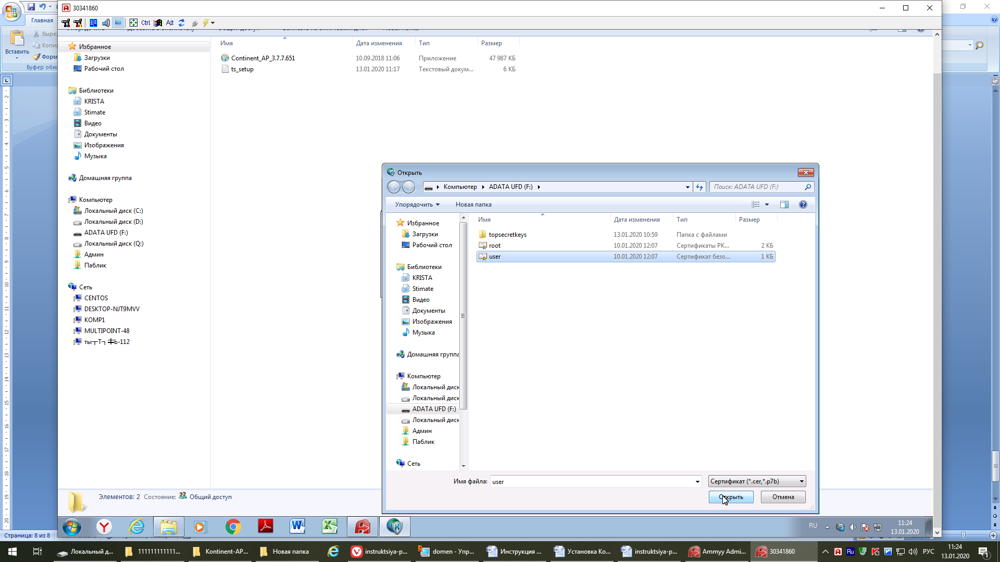 30341860
Ctrl
Alt
Главная
Вставить
Выре
Копи
Форм
Буфер обм
Имя
Дата изменения
Тип
Размер
Continent_AP_3.7.7.651
10.09.2018 11:06
Приложение
47 987 КБ
ts_setup
13.01.2020 11:17
Текстовый докум...
6 КБ
Избранное
Загрузки
Рабочий стол
Библиотеки
KRISTA
Stimate
Видео
Документы
Изображения
Музыка
Домашняя группа
Компьютер
Локальный диск (C:)
Локальный диск (D:)
ADATA UFD (F:)
Локальный диск (Q:)
Админ
Паблик
Сеть
CENTOS
DESKTOP-NJT9MVV
KOMP1
MULTIPOINT-48
Открыть
Компьютер
ADATA UFD (F:)
Поиск: ADATA UFD (F:)
Упорядочить
Новая папка
Избранное
Загрузки
Рабочий стол
Библиотеки
KRISTA
Stimate
Видео
Документы
Изображения
Музыка
Домашняя группа
Компьютер
Локальный диск
Локальный диск
ADATA UFD (F:)
Локальный диск
Админ
Паблик
Сеть
Имя
Дата изменения
Тип
Размер
topsecretkeys
13.01.2020 10:59
Папка с файлами
root
10.01.2020 12:07
Сертификаты PK...
2 КБ
user
10.01.2020 12:07
Сертификат безо...
1 КБ
Имя файла:
user
Сертификат (*.cer,*.p7b)
Открыть
Отмена
Элементов: 2 Состояние: Общий доступ
RU
11:24
13.01.2020
Страница: 8 из 8
Локальный д...
111111111111...
Kontinent-AP...
Новая папка
instruktsiya-p...
domen - Упр...
Инструкция ...
Установка Ко...
instruktsiya-p...
Ammyy Admi...
30341860
Ru
РУС
11:24
13.01.2020
1